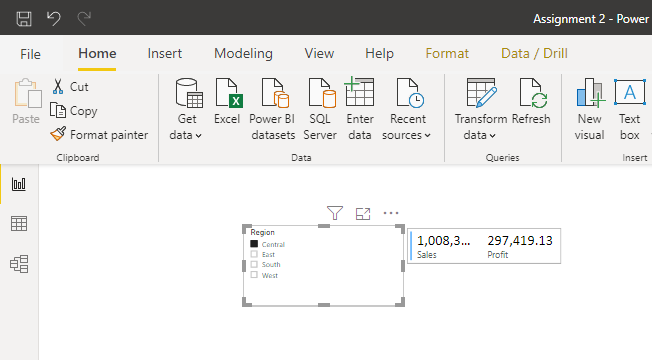 Assignment 2 - Power
File Home Insert Modeling View Help Format Data / Drill
Paste
Cut
Copy
Format painter
Clipboard
Get data
Excel
Power BI datasets
SQL Server
Enter data
Recent sources
Data
Transform data
Refresh
Queries
New visual
Text box
Insert
Region
Central
East
South
West
1,008,3... 297,419.13
Sales Profit